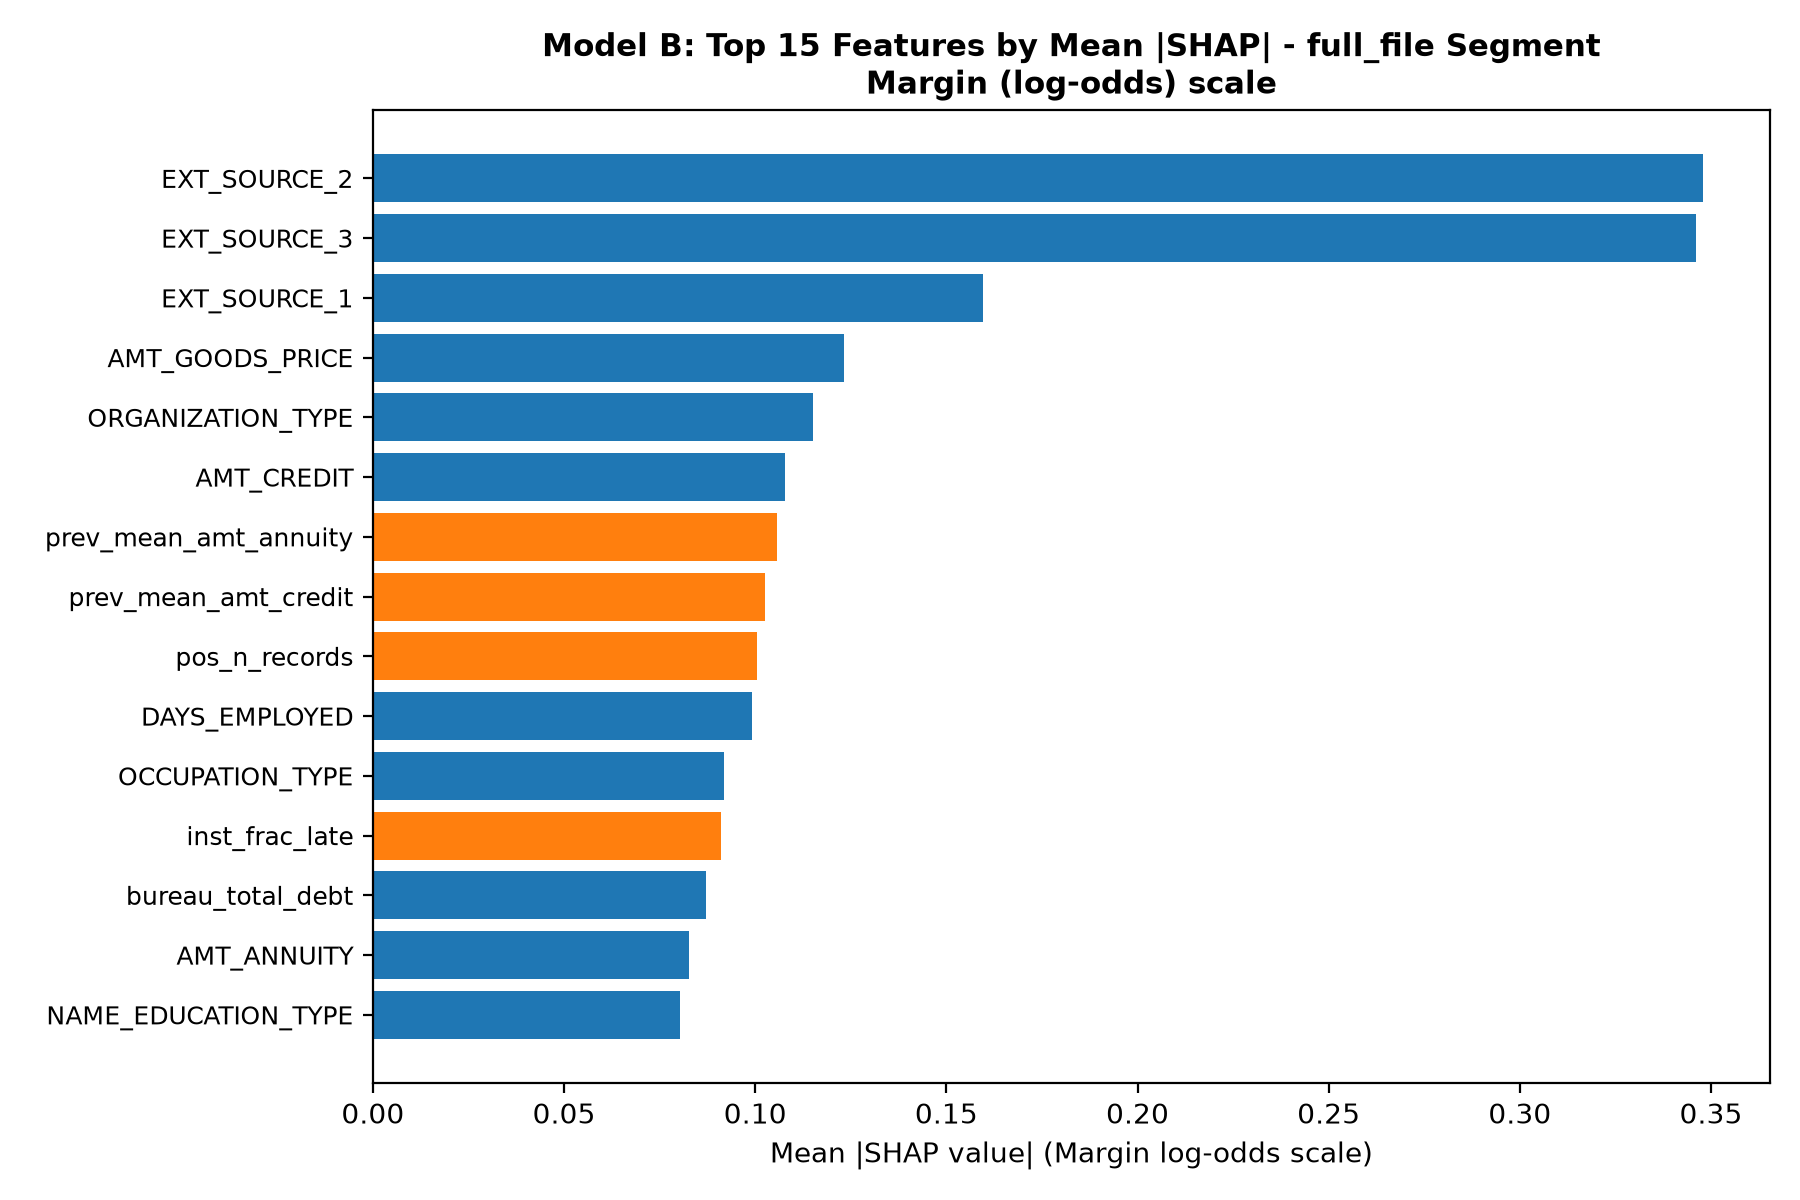 Model B: Top 15 Features by Mean |SHAP| - full_file Segment
Margin (log-odds) scale
EXT_SOURCE_2
EXT_SOURCE_3
EXT_SOURCE_1
AMT_GOODS_PRICE
ORGANIZATION_TYPE
AMT_CREDIT
prev_mean_amt_annuity
prev_mean_amt_credit
pos_n_records
DAYS_EMPLOYED
OCCUPATION_TYPE
inst_frac_late
bureau_total_debt
AMT_ANNUITY
NAME_EDUCATION_TYPE
0.00 0.05 0.10 0.15 0.20 0.25 0.30 0.35
Mean |SHAP value| (Margin log-odds scale)